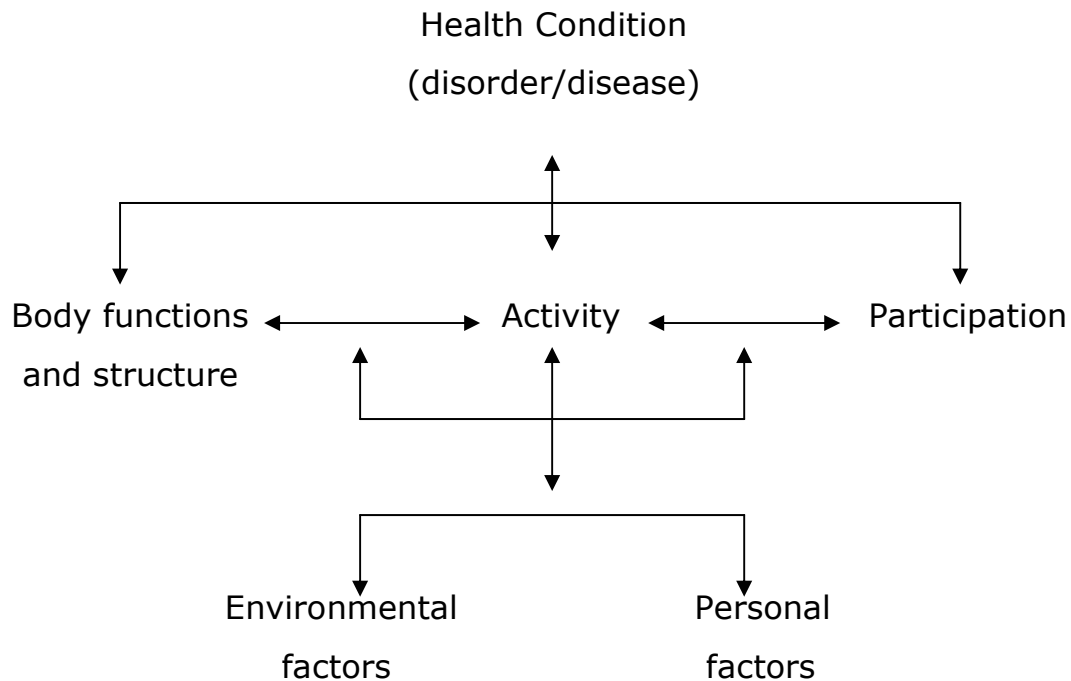 Health Condition
(disorder/disease)
Body functions
and structure
Activity
Participation
Environmental
factors
Personal
factors